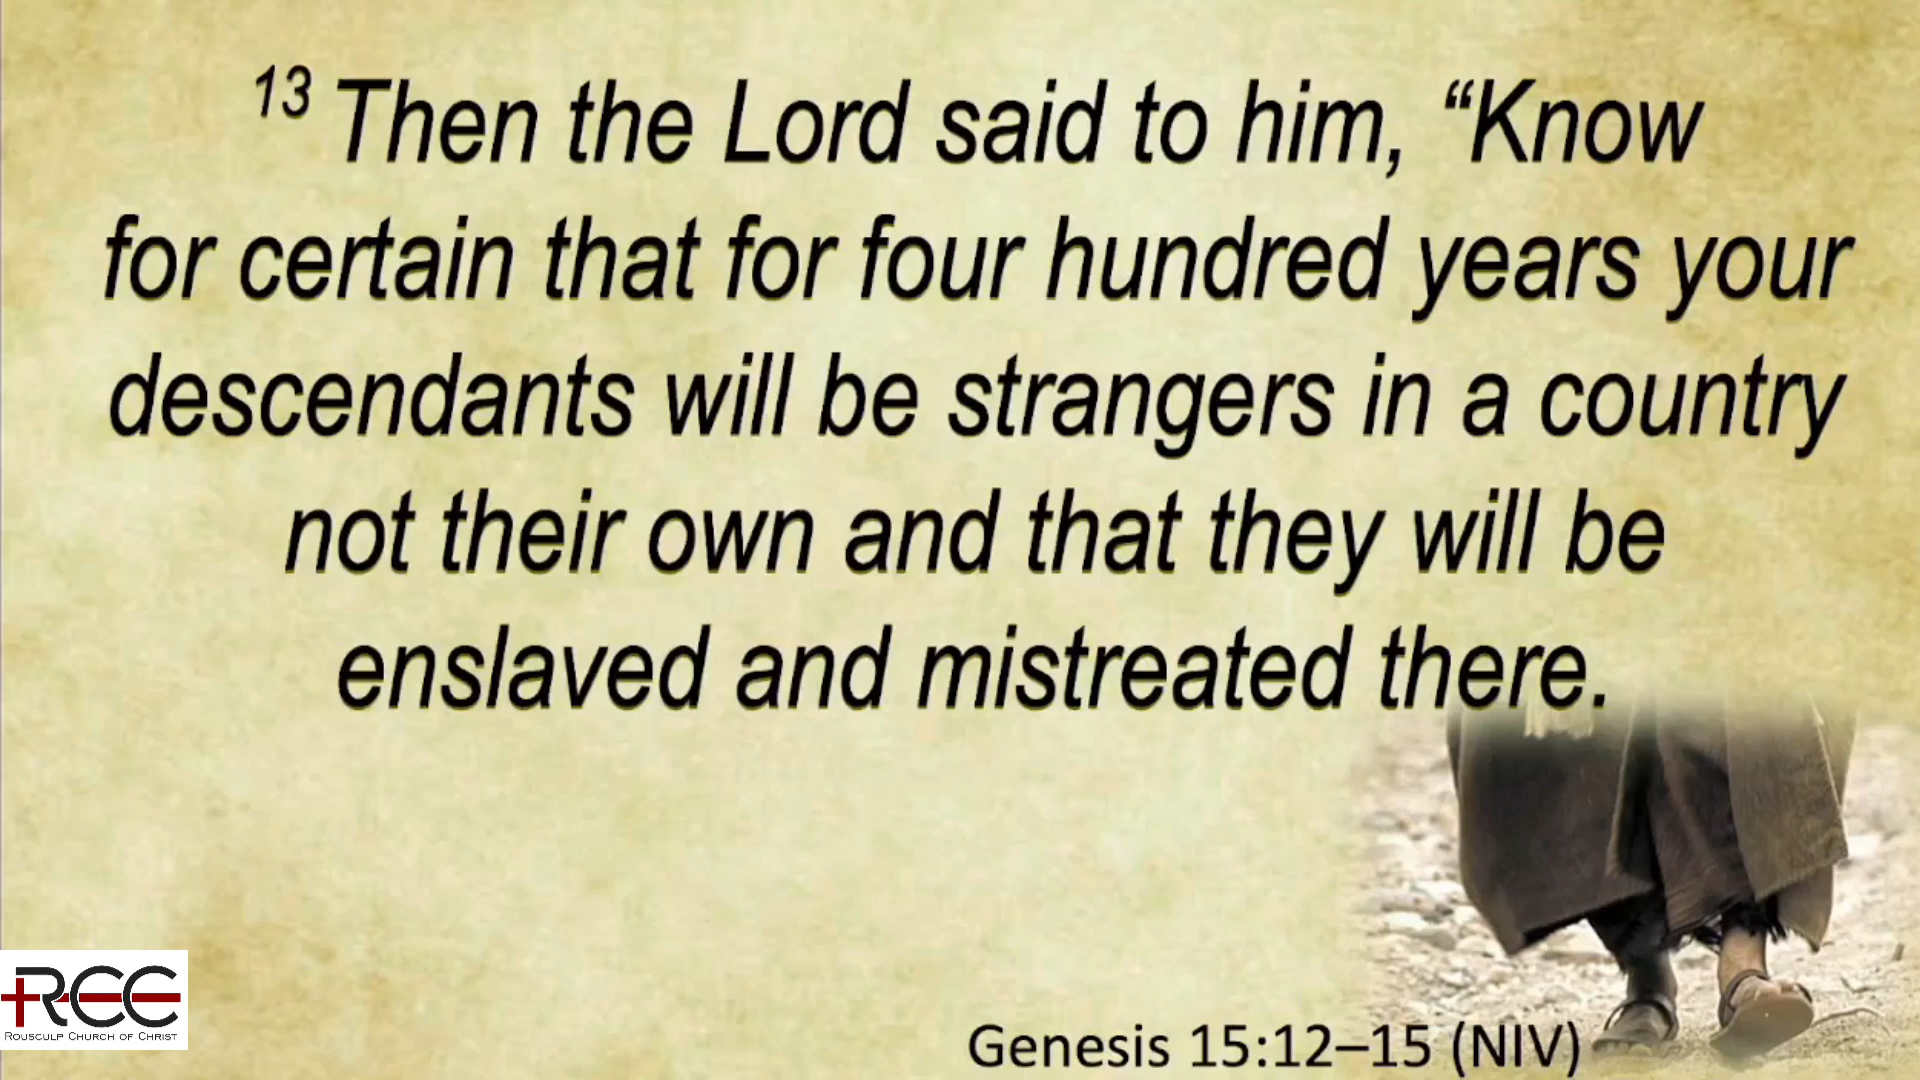 13 Then the Lord said to him, “Know
for certain that for four hundred years your
descendants will be strangers in a country
not their own and that they will be
enslaved and mistreated there.
Genesis 15:12–15 (NIV)
RCC
Rousculp Church of Christ